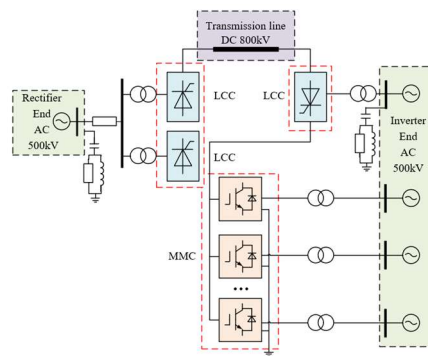 Transmission line
DC 800kV
Rectifier
End
AC
500kV
LCC
LCC
LCC
Inverter
End
AC
500kV
MMC